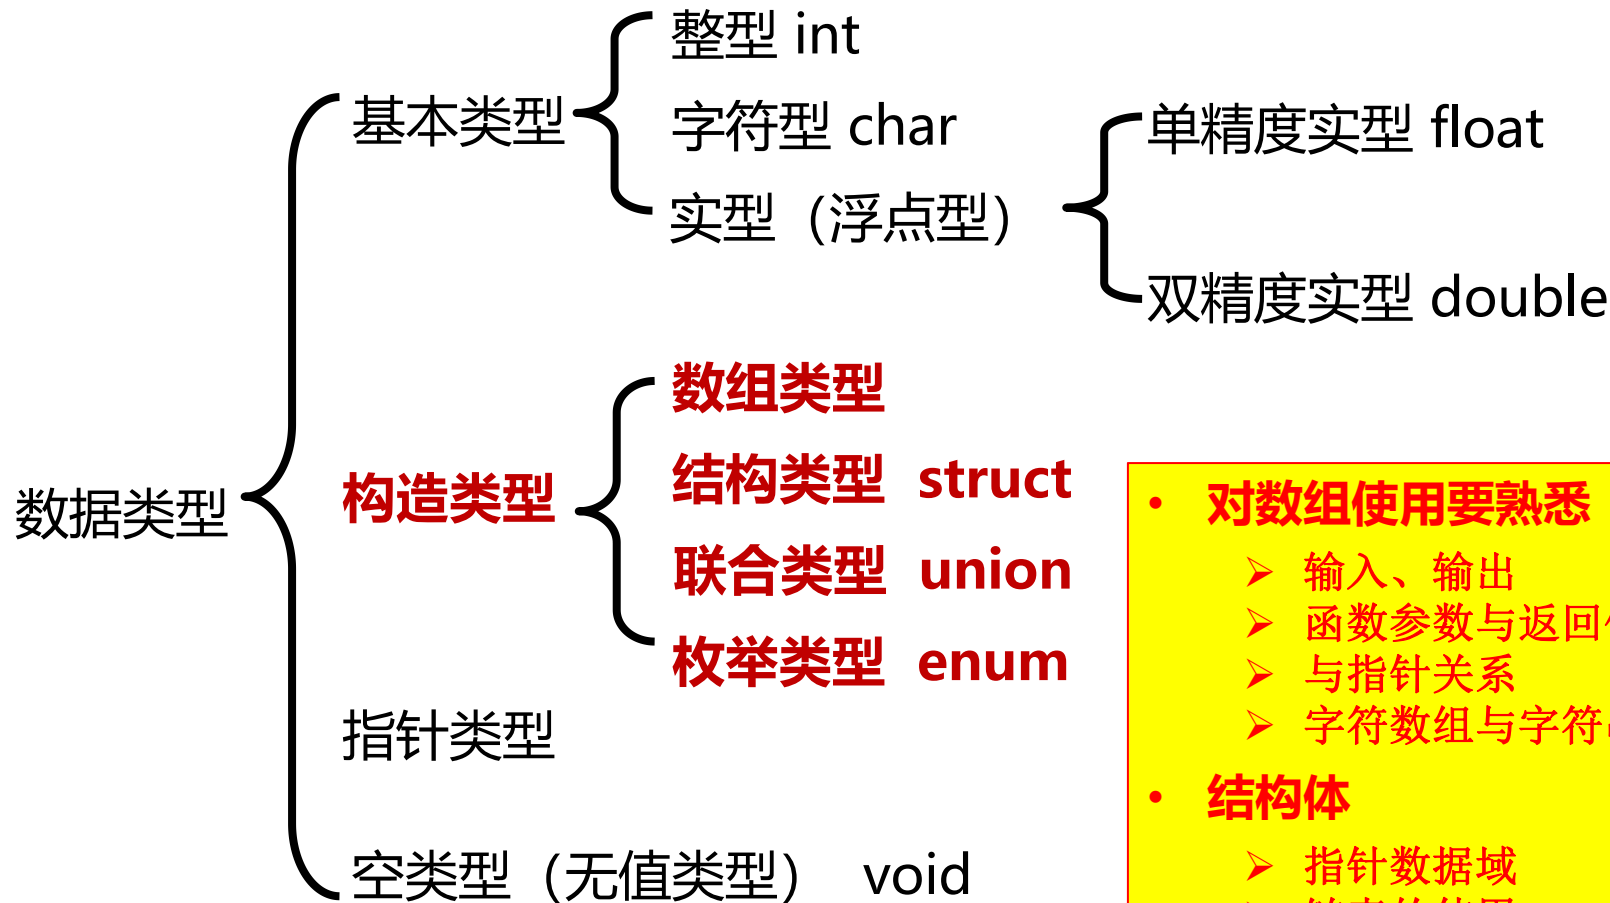 整型 int
基本类型
字符型 char
单精度实型 float
实型（浮点型）
双精度实型 double
数组类型
数据类型
构造类型
结构类型 struct
联合类型 union
枚举类型 enum
指针类型
空类型（无值类型） void
• 对数组使用要熟悉
➢ 输入、输出
➢ 函数参数与返回
➢ 与指针关系
➢ 字符数组与字符
• 结构体
➢ 指针数据域